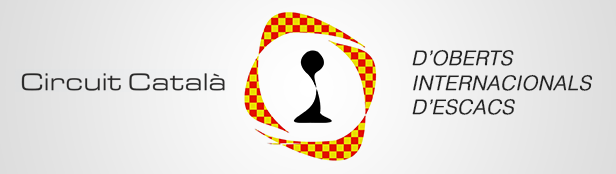 Circuit Català
D'OBERTS
INTERNACIONALS
D'ESCACS